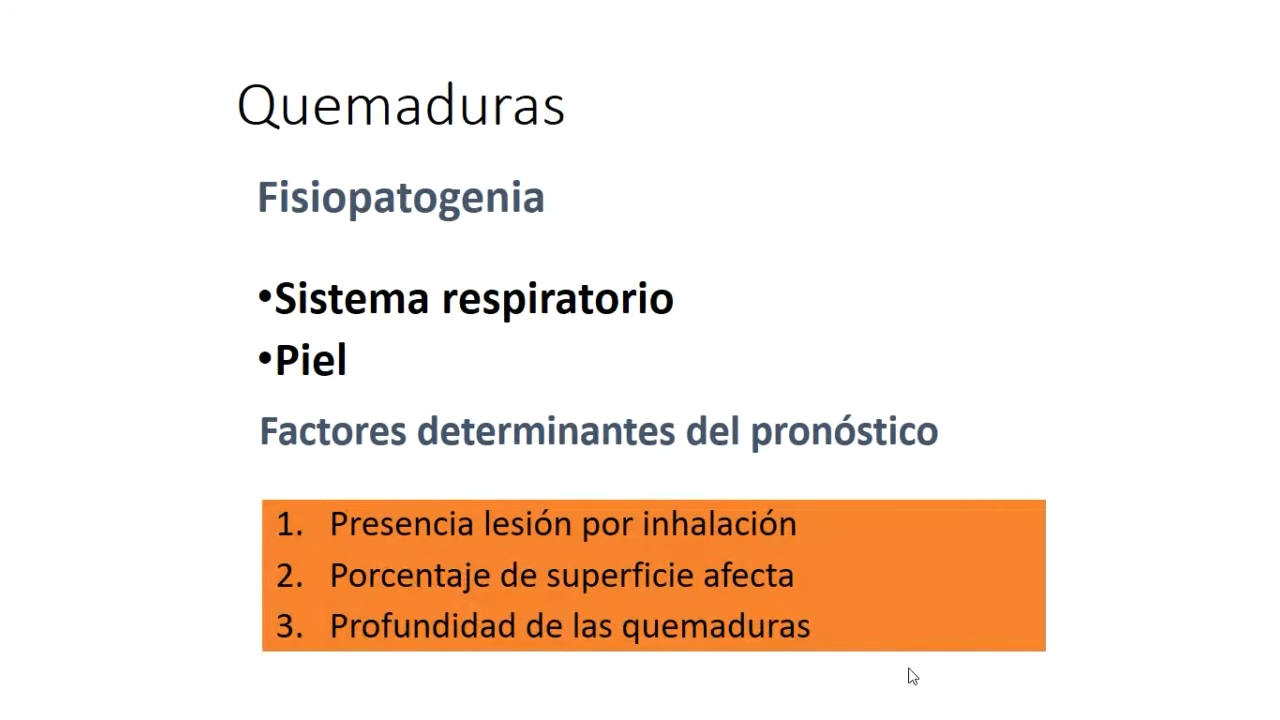 Quemaduras
Fisiopatogenia
•Sistema respiratorio
•Piel
Factores determinantes del pronóstico
1. Presencia lesión por inhalación
2. Porcentaje de superficie afecta
3. Profundidad de las quemaduras